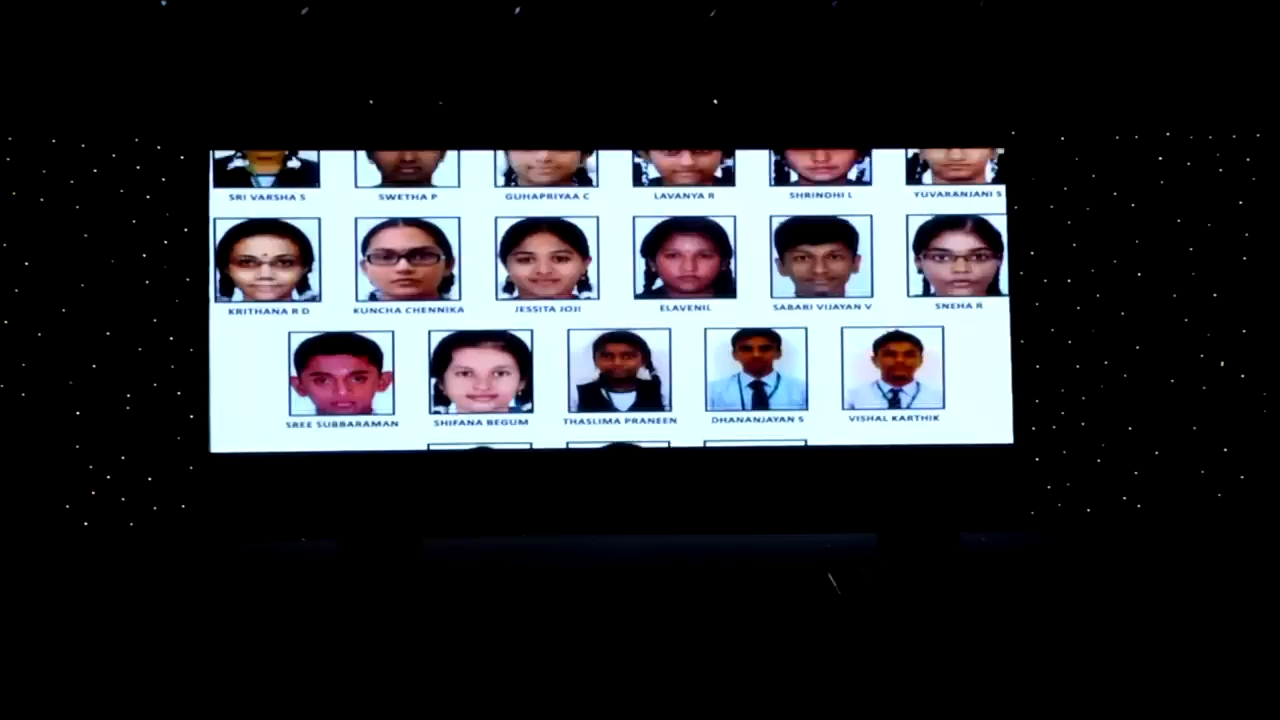 SRI VARSHA S SWETHA P GUHAPRIYAA C LAVANYA R SHRINDHI L YUVARANJANI S
KRITHANA R D KUNCHA CHENNIKA JESSITA JOJI ELAVENIL SABARI VIJAYAN V SNEHA R
SREE SUBBARAMAN SHIFANA BEGUM THASLIMA PRANEEN DHANANJAYAN S VISHAL KARTHIK